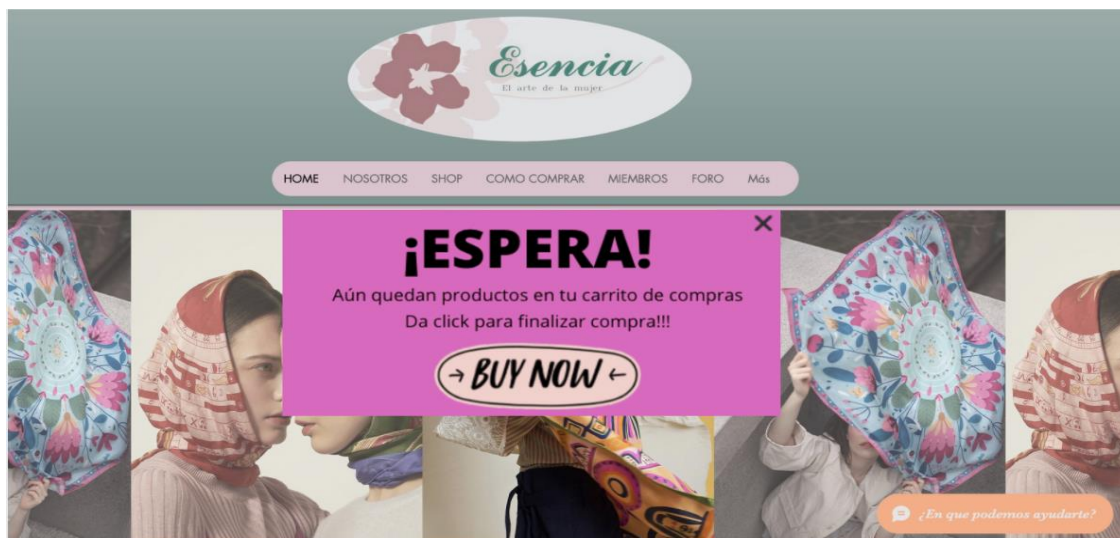 Esencia
El arte de la mujer.
HOME NOSOTROS SHOP COMO COMPRAR MIEMBROS FORO Más
¡ESPERA!
Aún quedan productos en tu carrito de compras
Da click para finalizar compra!!!
→ BUY NOW ←
¿En que podemos ayudarte?